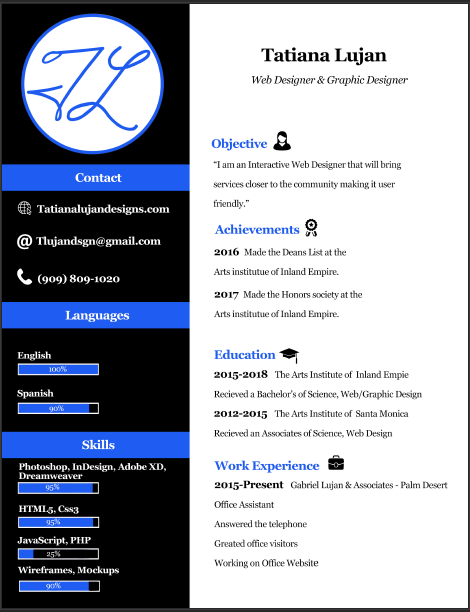 TL
Contact
Tatianalujandesigns.com
Tlujandsgn@gmail.com
(909) 809-1020
Languages
English
100%
Spanish
90%
Skills
Photoshop, InDesign, Adobe XD,
Dreamweaver
95%
HTML5, Css3
95%
JavaScript, PHP
25%
Wireframes, Mockups
90%
Tatiana Lujan
Web Designer & Graphic Designer
Objective
“I am an Interactive Web Designer that will bring
services closer to the community making it user
friendly.”
Achievements
2016 Made the Deans List at the
Arts institutue of Inland Empire.
2017 Made the Honors society at the
Arts institutue of Inland Empire.
Education
2015-2018 The Arts Institute of Inland Empie
Recieved a Bachelor's of Science, Web/Graphic Design
2012-2015 The Arts Institute of Santa Monica
Recieved an Associates of Science, Web Design
Work Experience
2015-Present Gabriel Lujan & Associates - Palm Desert
Office Assistant
Answered the telephone
Greated office visitors
Working on Office Website